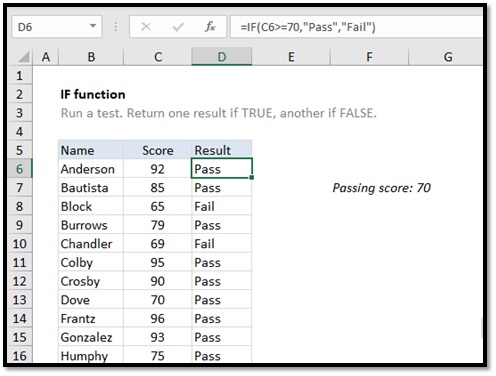 D6 fx =IF(C6>=70,"Pass","Fail")
A B C D E F G
1
2 IF function
3 Run a test. Return one result if TRUE, another if FALSE.
4
5 Name Score Result
6 Anderson 92 Pass
7 Bautista 85 Pass Passing score: 70
8 Block 65 Fail
9 Burrows 79 Pass
10 Chandler 69 Fail
11 Colby 95 Pass
12 Crosby 90 Pass
13 Dove 70 Pass
14 Frantz 96 Pass
15 Gonzalez 93 Pass
16 Humphy 75 Pass